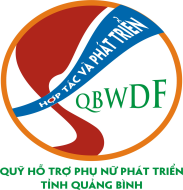 HỢP TÁC VÀ PHÁT TRIỂN
QBWDF
QUỸ HỖ TRỢ PHỤ NỮ PHÁT TRIỂN
TỈNH QUẢNG BÌNH